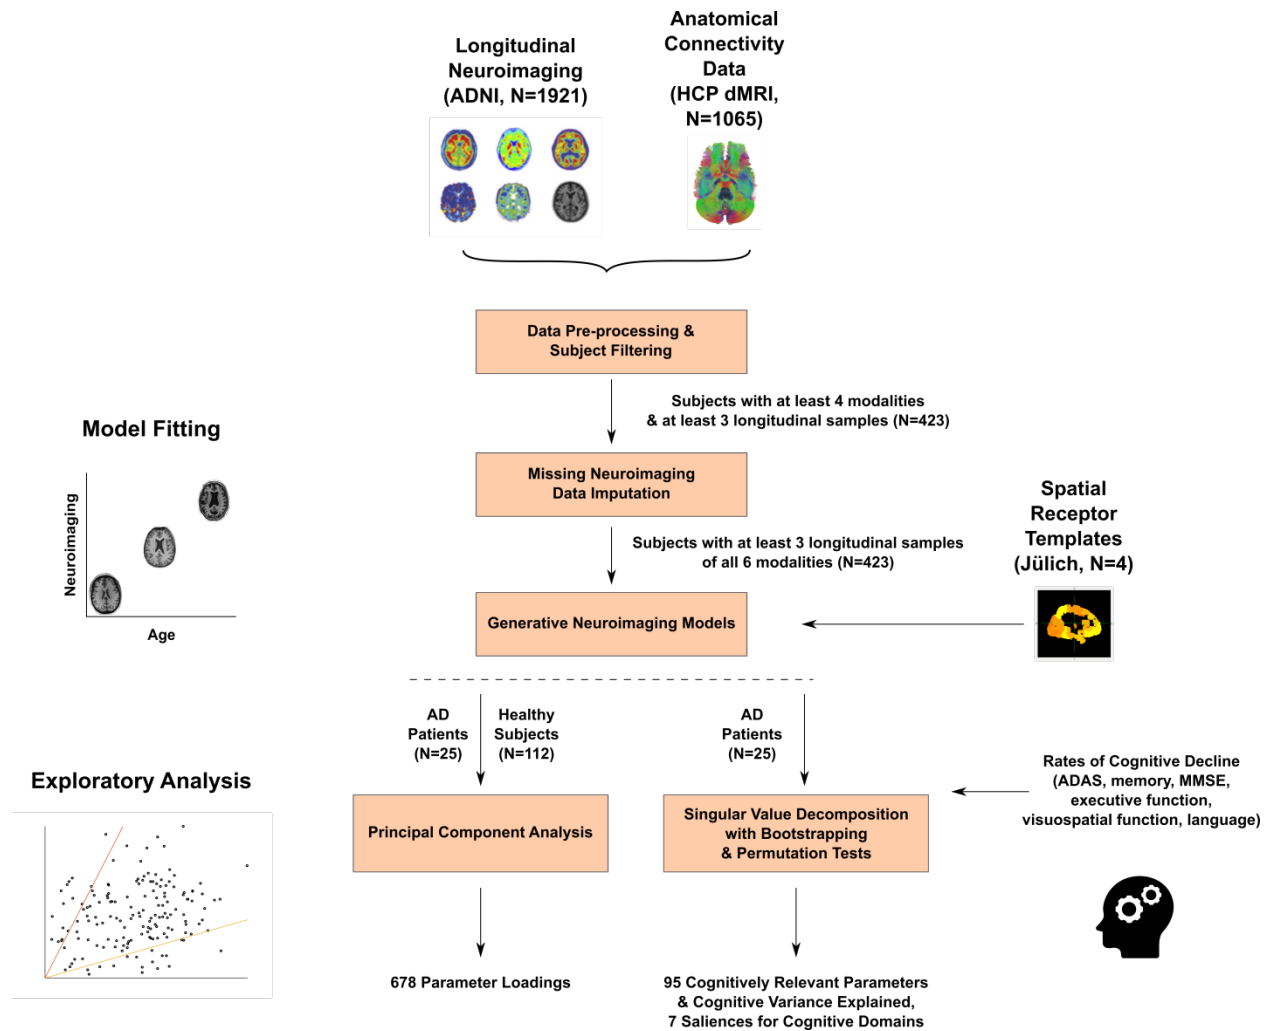 Longitudinal
Neuroimaging
(ADNI, N=1921)
Anatomical
Connectivity
Data
(HCP dMRI,
N=1065)
Data Pre-processing &
Subject Filtering
Subjects with at least 4 modalities
& at least 3 longitudinal samples (N=423)
Model Fitting
Neuroimaging
Age
Missing Neuroimaging
Data Imputation
Subjects with at least 3 longitudinal samples
of all 6 modalities (N=423)
Spatial
Receptor
Templates
(Jülich, N=4)
Generative Neuroimaging Models
AD
Patients
(N=25)
Healthy
Subjects
(N=112)
AD
Patients
(N=25)
Exploratory Analysis
Rates of Cognitive Decline
(ADAS, memory, MMSE,
executive function,
visuospatial function, language)
Principal Component Analysis
Singular Value Decomposition
with Bootstrapping
& Permutation Tests
678 Parameter Loadings
95 Cognitively Relevant Parameters
& Cognitive Variance Explained,
7 Saliences for Cognitive Domains